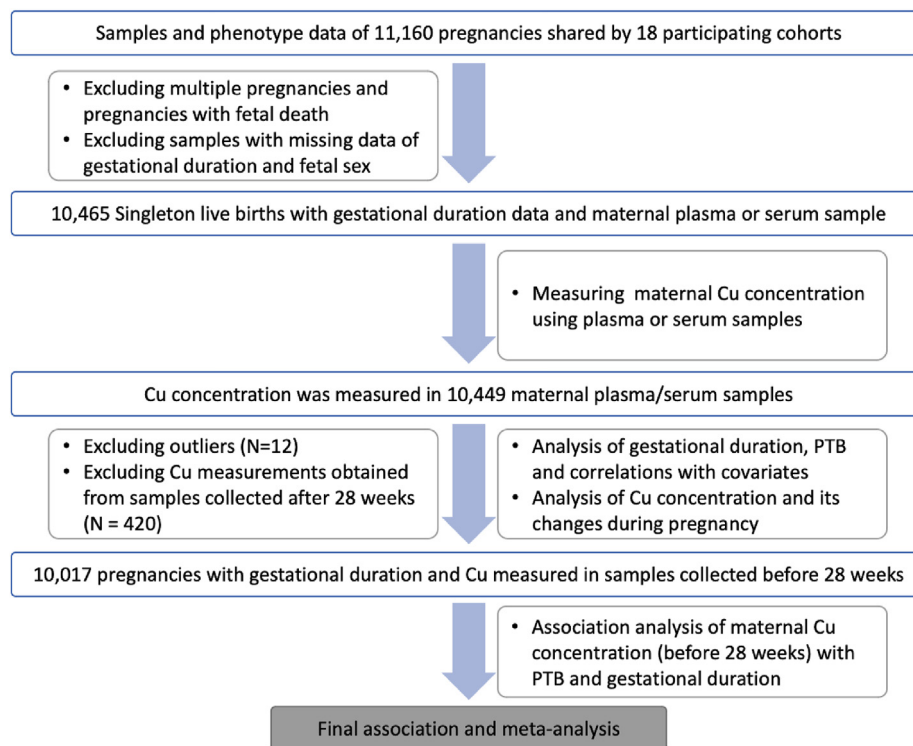 Samples and phenotype data of 11,160 pregnancies shared by 18 participating cohorts
• Excluding multiple pregnancies and
pregnancies with fetal death
• Excluding samples with missing data of
gestational duration and fetal sex
10,465 Singleton live births with gestational duration data and maternal plasma or serum sample
• Measuring maternal Cu concentration
using plasma or serum samples
Cu concentration was measured in 10,449 maternal plasma/serum samples
• Excluding outliers (N=12)
• Excluding Cu measurements obtained
from samples collected after 28 weeks
(N = 420)
• Analysis of gestational duration, PTB
and correlations with covariates
• Analysis of Cu concentration and its
changes during pregnancy
10,017 pregnancies with gestational duration and Cu measured in samples collected before 28 weeks
• Association analysis of maternal Cu
concentration (before 28 weeks) with
PTB and gestational duration
Final association and meta-analysis